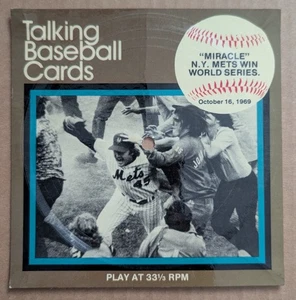 Talking
Baseball
Cards
"MIRACLE"
N.Y. METS WIN
WORLD SERIES.
October 16, 1969
Mets
45
PLAY AT 33⅓ RPM